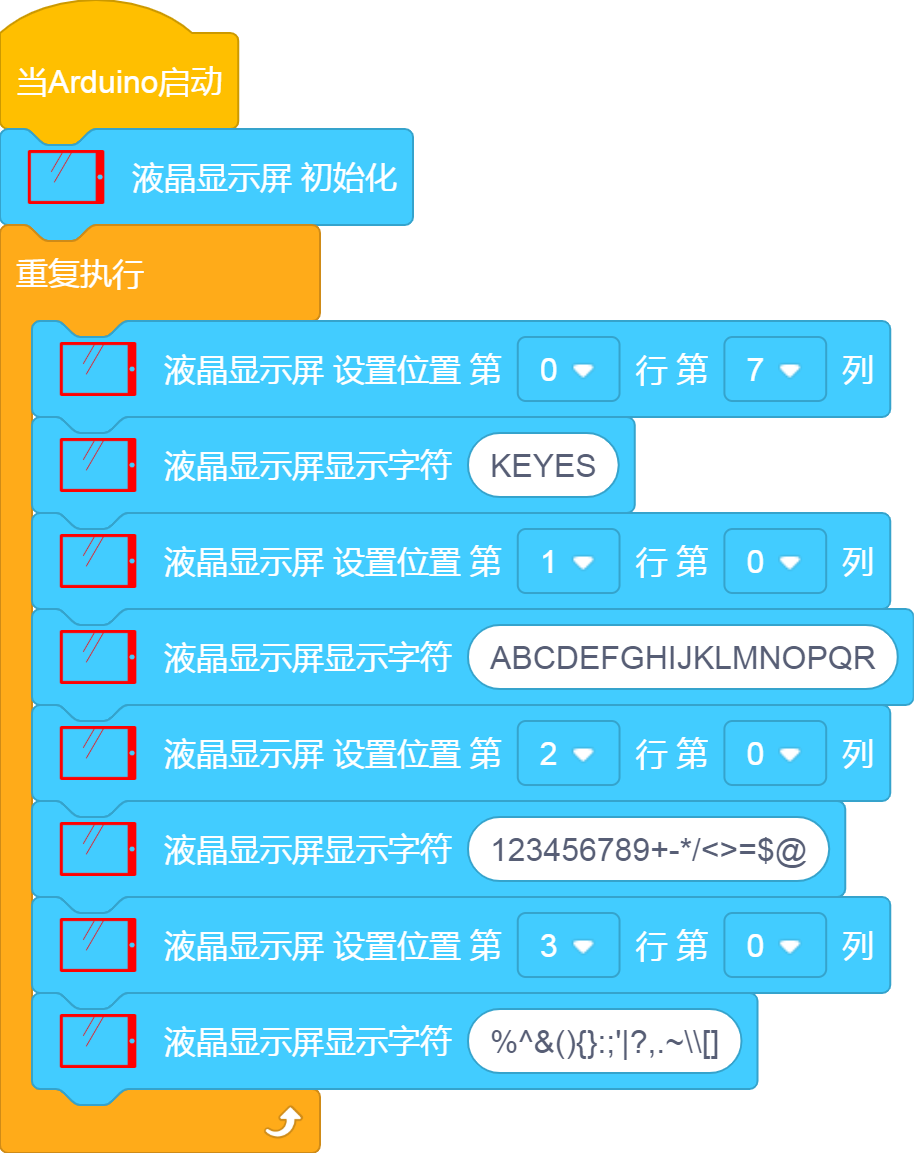 当Arduino启动
液晶显示屏 初始化
重复执行
液晶显示屏 设置位置 第 0 行 第 7 列
液晶显示屏显示字符 KEYES
液晶显示屏 设置位置 第 1 行 第 0 列
液晶显示屏显示字符 ABCDEFGHIJKLMNOPQR
液晶显示屏 设置位置 第 2 行 第 0 列
液晶显示屏显示字符 123456789+-*/<>=$@
液晶显示屏 设置位置 第 3 行 第 0 列
液晶显示屏显示字符 %^&(){}:;'|?,.~\\[]